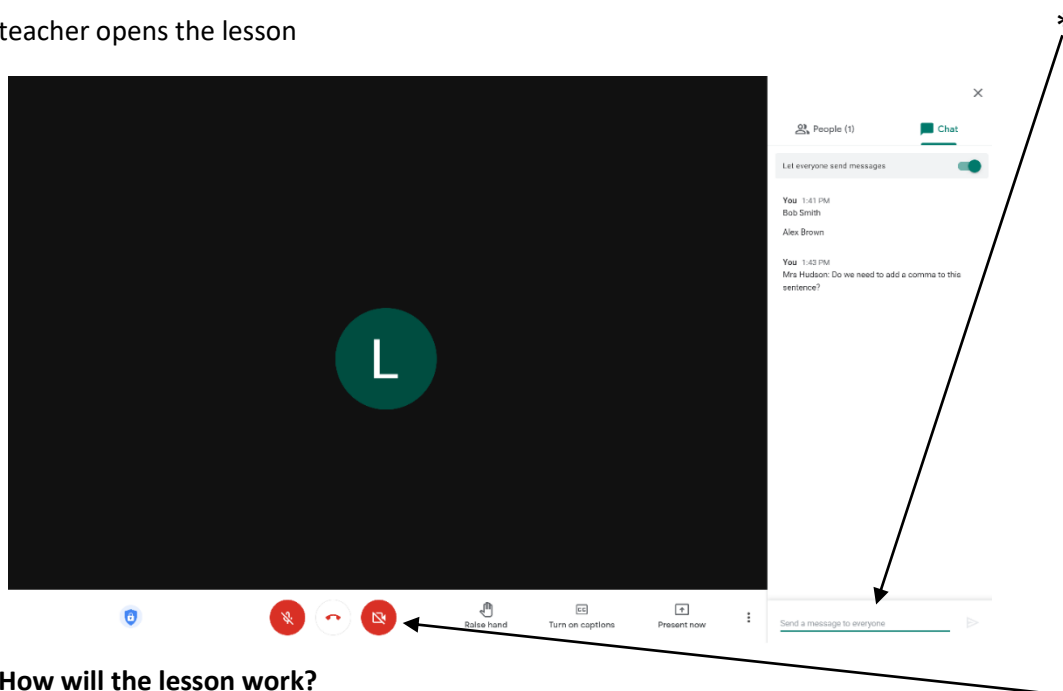 teacher opens the lesson
*
People (1)
Chat
Let everyone send messages
You 1:41 PM
Bob Smith
Alex Brown
You 1:43 PM
Mrs Hudson: Do we need to add a comma to this
sentence?
L
CC
Raise hand
Turn on captions
Present now
Send a message to everyone
How will the lesson work?